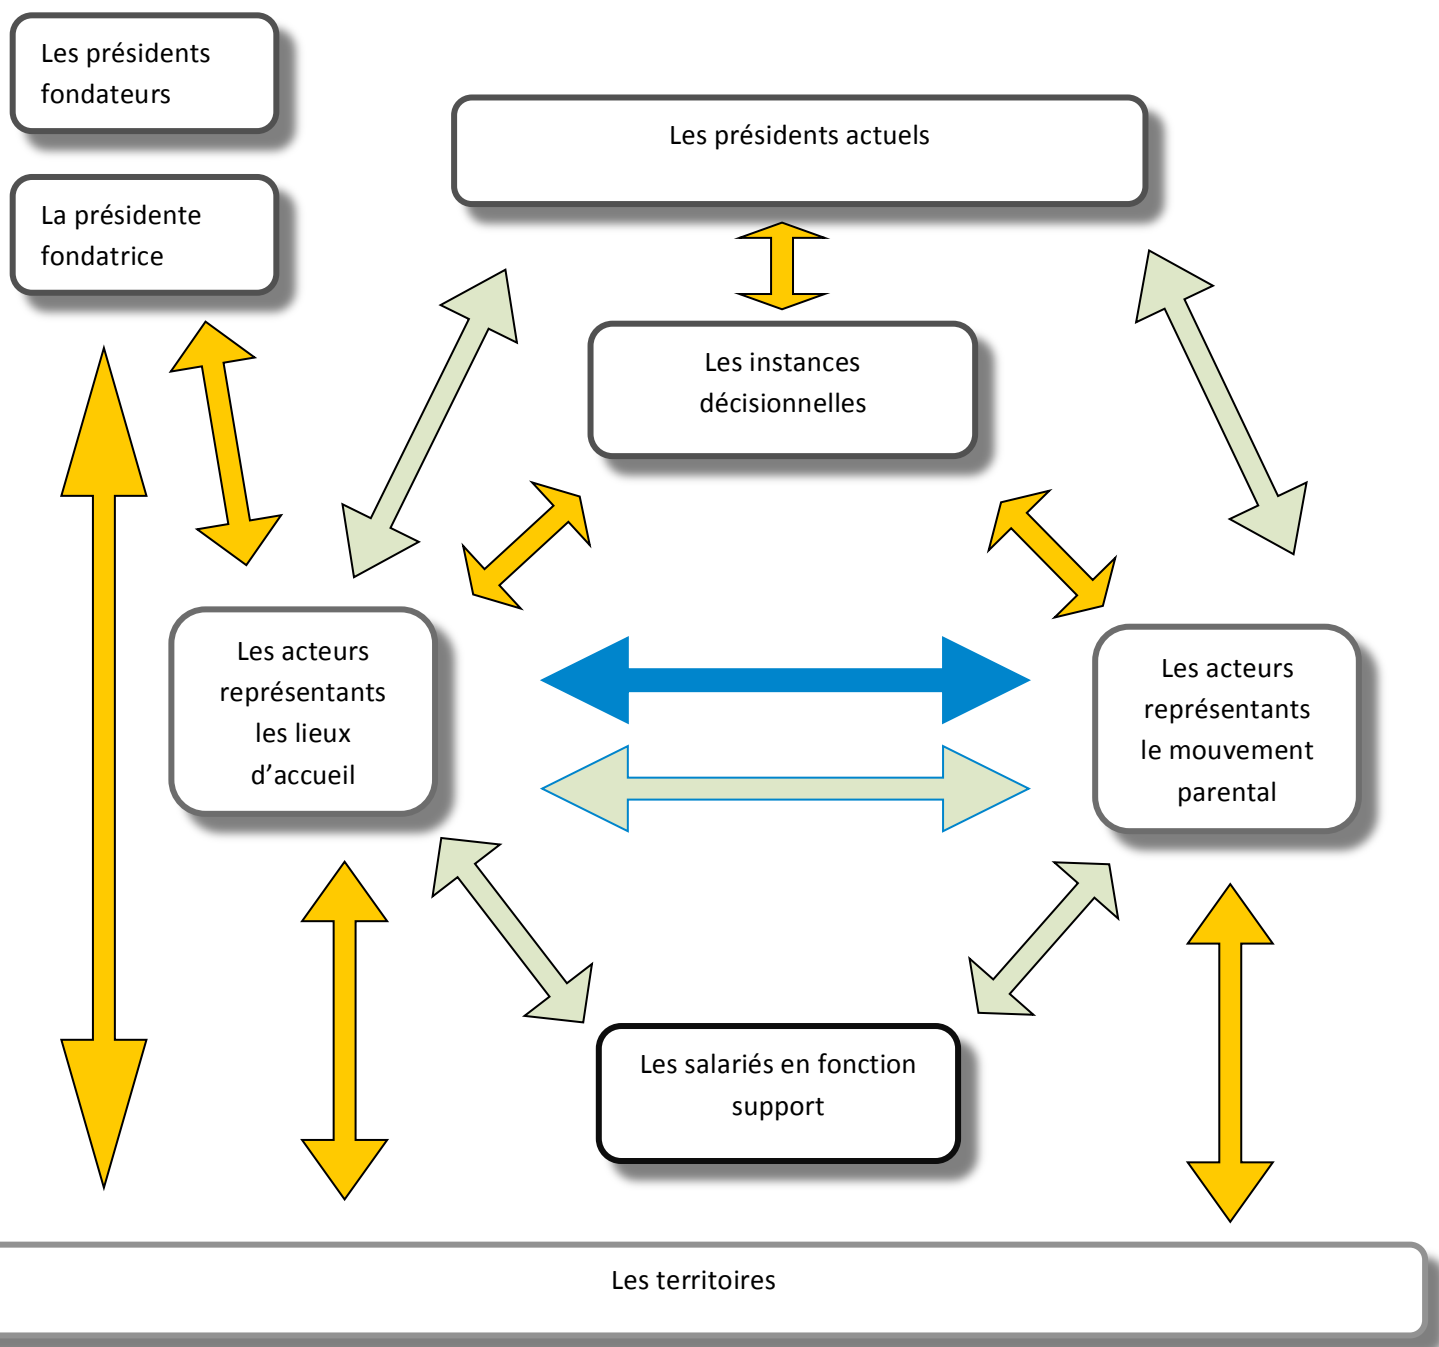 Les présidents
fondateurs
Les présidents actuels
La présidente
fondatrice
Les instances
décisionnelles
Les acteurs
représentants
les lieux
d’accueil
Les acteurs
représentants
le mouvement
parental
Les salariés en fonction
support
Les territoires